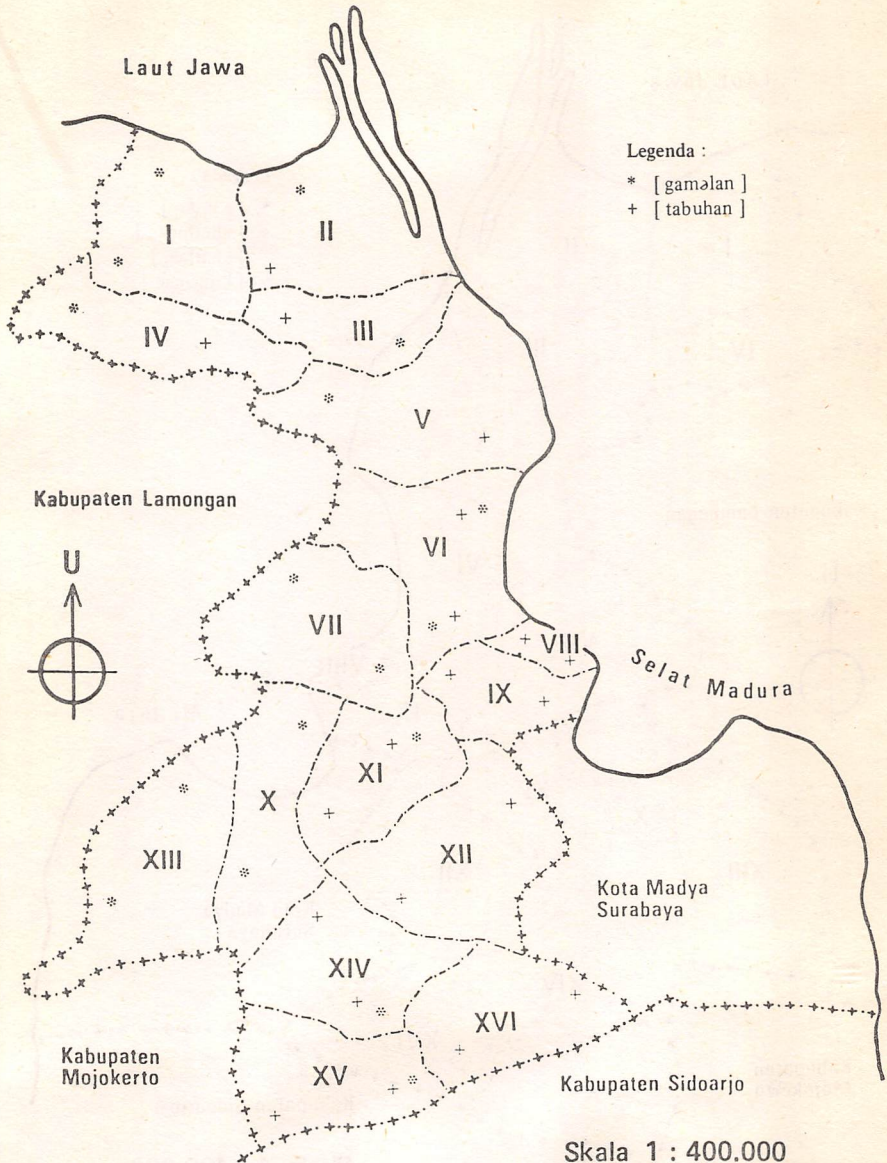 Laut Jawa
Legenda :
* [ gaməlan ]
+ [ tabuhan ]
I
II
III
IV
V
Kabupaten Lamongan
VI
U
VII
VIII
Selat Madura
IX
X
XI
XII
XIII
Kota Madya
Surabaya
XIV
XVI
Kabupaten
Mojokerto
XV
Kabupaten Sidoarjo
Skala 1 : 400.000